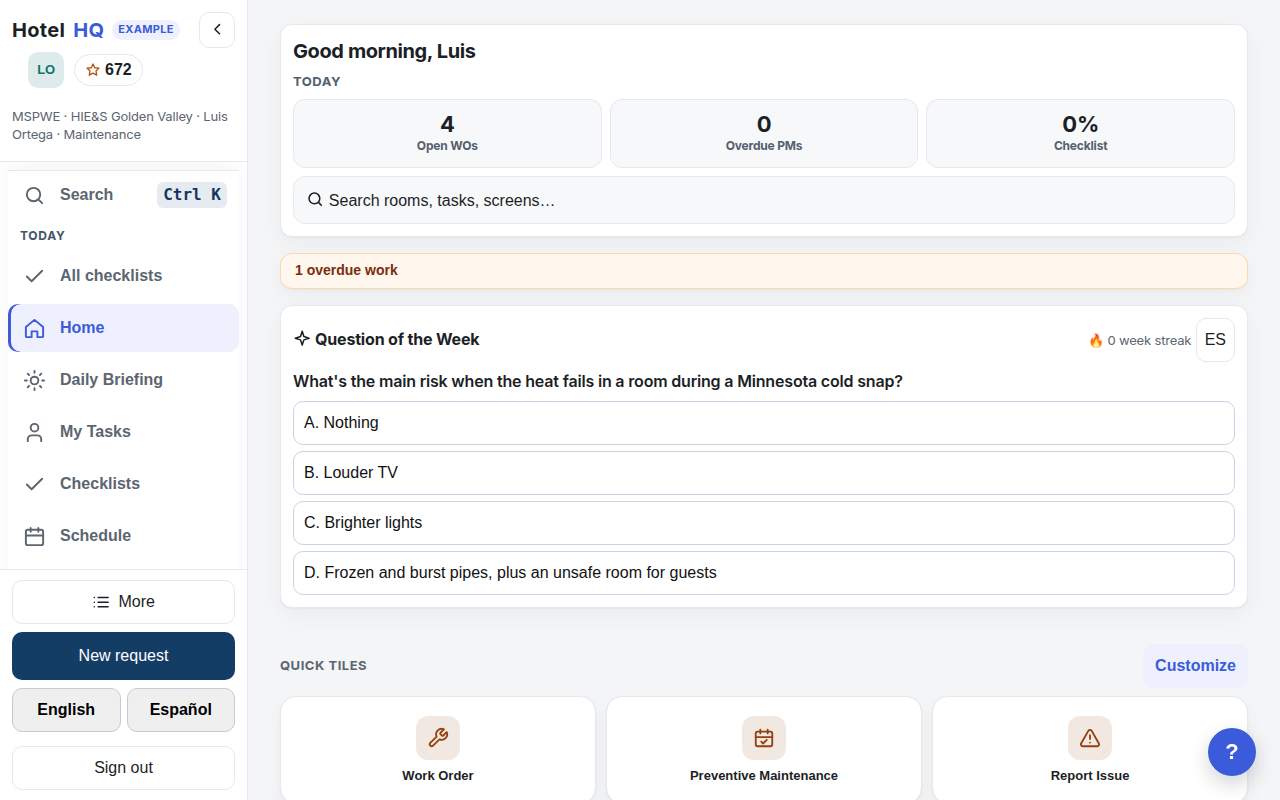 Hotel HQ EXAMPLE
LO 672
MSPWE · HIE&S Golden Valley · Luis
Ortega · Maintenance
Search Ctrl K
TODAY
All checklists
Home
Daily Briefing
My Tasks
Checklists
Schedule
More
New request
English Español
Sign out
Good morning, Luis
TODAY
4 0 0%
Open WOs Overdue PMs Checklist
Search rooms, tasks, screens…
1 overdue work
Question of the Week 🔥 0 week streak ES
What's the main risk when the heat fails in a room during a Minnesota cold snap?
A. Nothing
B. Louder TV
C. Brighter lights
D. Frozen and burst pipes, plus an unsafe room for guests
QUICK TILES Customize
Work Order Preventive Maintenance Report Issue
?